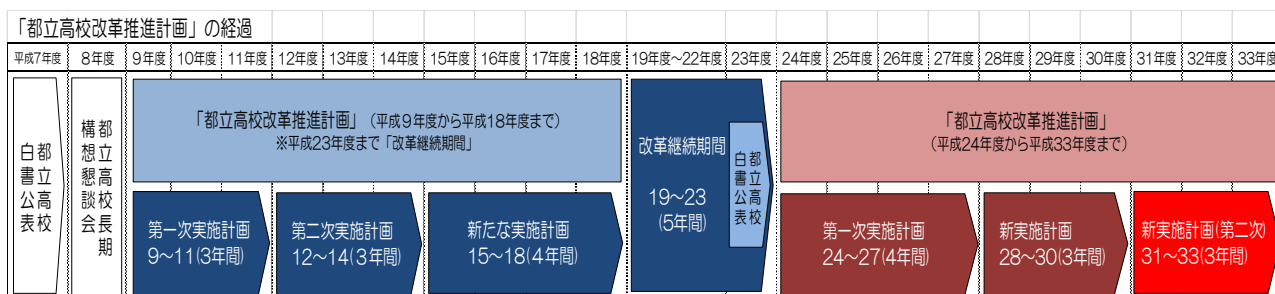 「都立高校改革推進計画」の経過
平成7年度 8年度 9年度 10年度 11年度 12年度 13年度 14年度 15年度 16年度 17年度 18年度 19年度~22年度 23年度 24年度 25年度 26年度 27年度 28年度 29年度 30年度 31年度 32年度 33年度
都立高校
白書公表
都立高校長期
構想懇談会
「都立高校改革推進計画」(平成9年度から平成18年度まで)
※平成23年度まで「改革継続期間」
第一次実施計画
9~11(3年間)
第二次実施計画
12~14(3年間)
新たな実施計画
15~18(4年間)
改革継続期間
19~23
(5年間)
都立高校
白書公表
「都立高校改革推進計画」
(平成24年度から平成33年度まで)
第一次実施計画
24~27(4年間)
新実施計画
28~30(3年間)
新実施計画(第二次)
31~33(3年間)